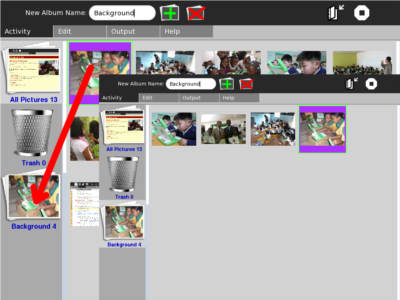 New Album Name: Background
Activity Edit Output Help
All Pictures 13
Trash 0
Background 4
New Album Name: Background
Activity Edit Output Help
All Pictures 13
Trash 0
Background 4